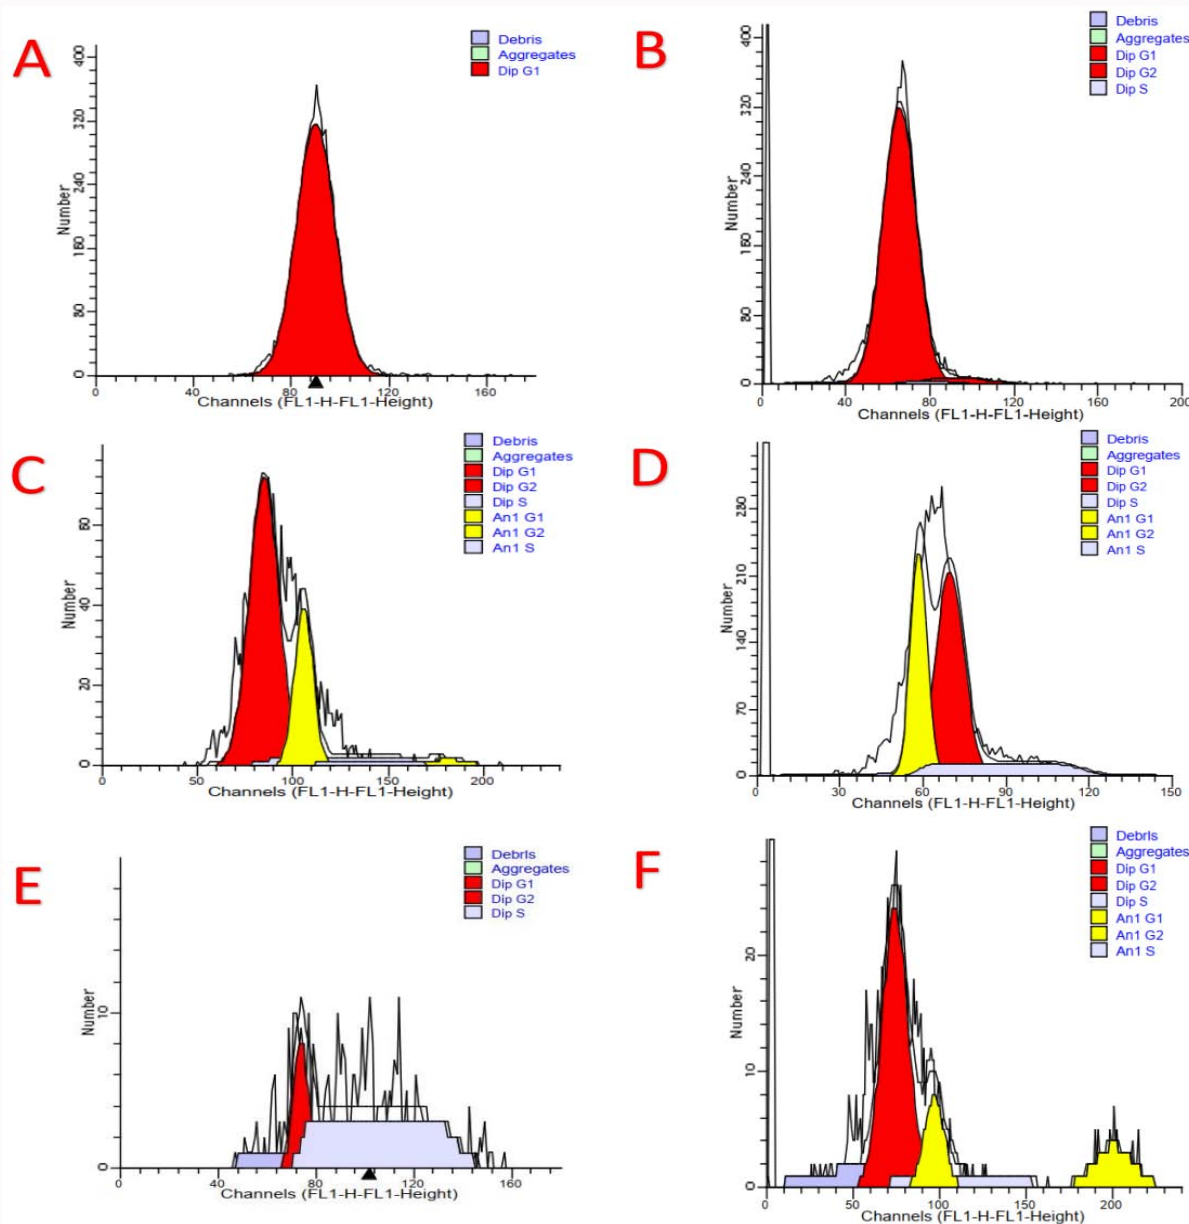 A
Debris
Aggregates
Dip G1
Number
400
320
240
160
80
0
0 40 80 120 160
Channels (FL1-H-FL1-Height)
B
Debris
Aggregates
Dip G1
Dip G2
Dip S
Number
400
320
240
160
80
0
0 40 80 120 160 200
Channels (FL1-H-FL1-Height)
C
Debris
Aggregates
Dip G1
Dip G2
Dip S
An1 G1
An1 G2
An1 S
Number
60
40
20
0
0 50 100 150 200
Channels (FL1-H-FL1-Height)
D
Debris
Aggregates
Dip G1
Dip G2
Dip S
An1 G1
An1 G2
An1 S
Number
280
210
140
70
0
0 30 60 90 120 150
Channels (FL1-H-FL1-Height)
E
Debris
Aggregates
Dip G1
Dip G2
Dip S
Number
10
0
0 40 80 120 160
Channels (FL1-H-FL1-Height)
F
Debris
Aggregates
Dip G1
Dip G2
Dip S
An1 G1
An1 G2
An1 S
Number
20
10
0
0 50 100 150 200
Channels (FL1-H-FL1-Height)